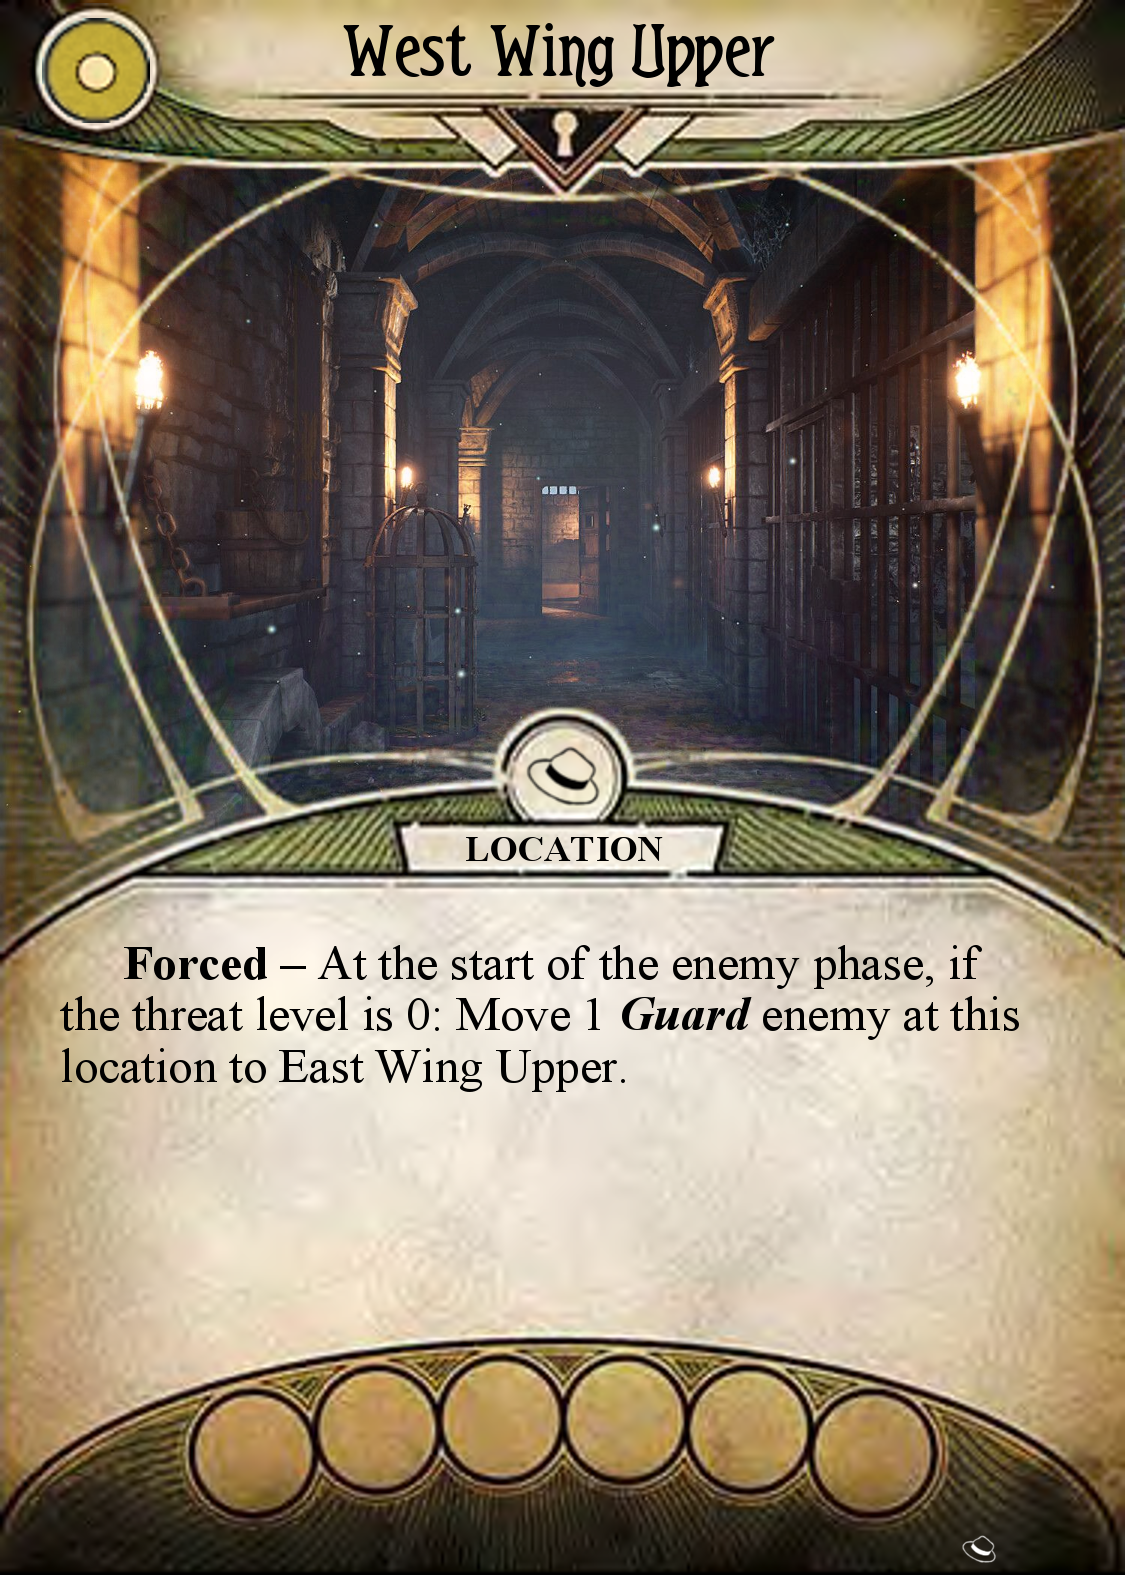 West Wing Upper
LOCATION
Forced – At the start of the enemy phase, if
the threat level is 0: Move 1 Guard enemy at this
location to East Wing Upper.